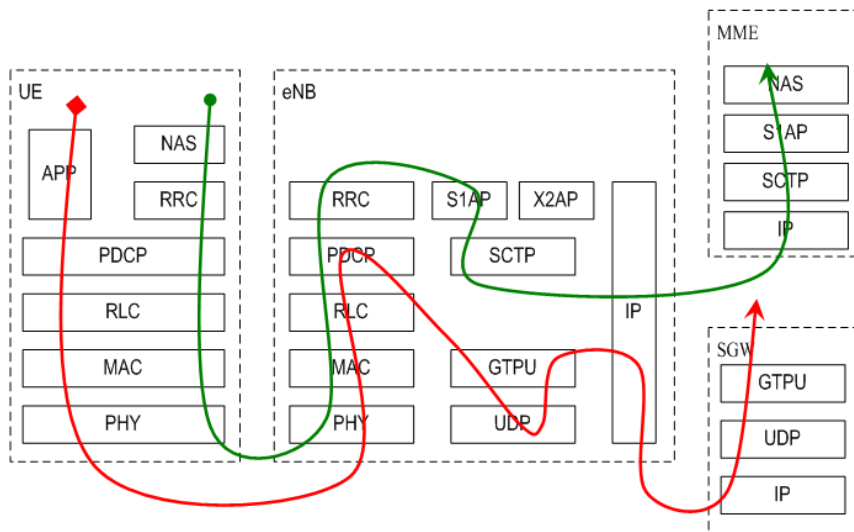 UE
APP
NAS
RRC
PDCP
RLC
MAC
PHY
eNB
RRC
S1AP
X2AP
PDCP
SCTP
RLC
IP
MAC
GTPU
PHY
UDP
MME
NAS
S1AP
SCTP
IP
SGW
GTPU
UDP
IP